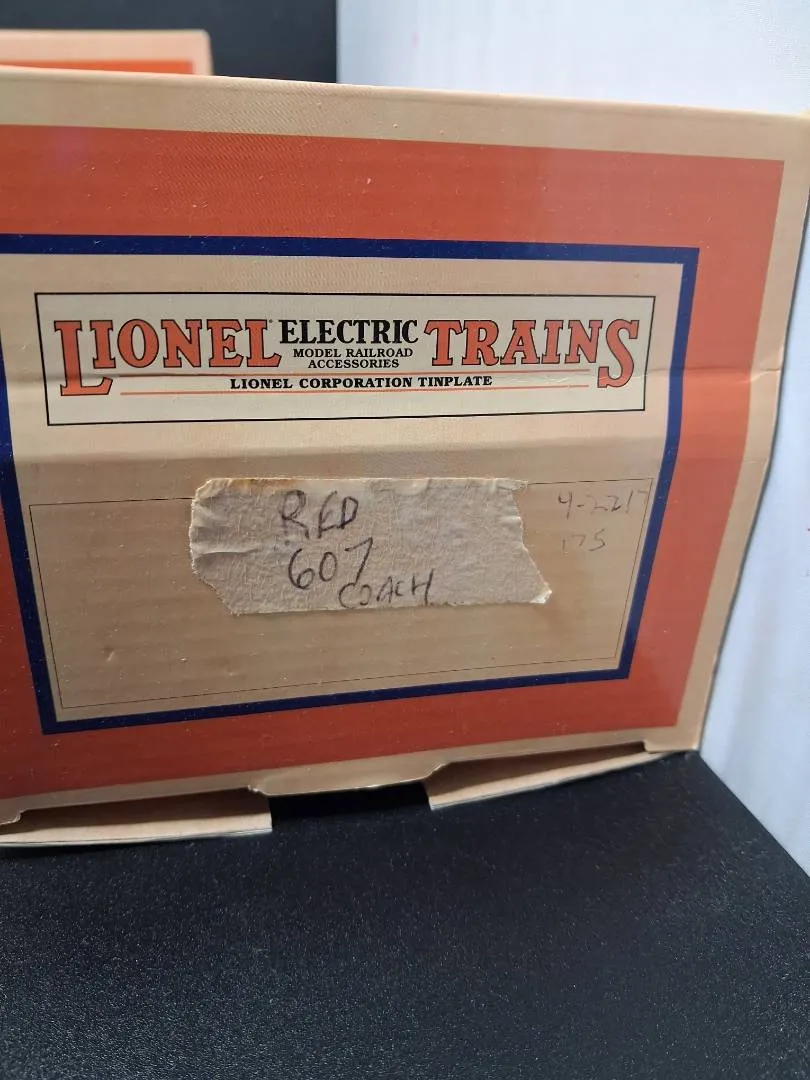 LIONEL ELECTRIC TRAINS
MODEL RAILROAD
ACCESSORIES
LIONEL CORPORATION TINPLATE
RED
607
COACH
175